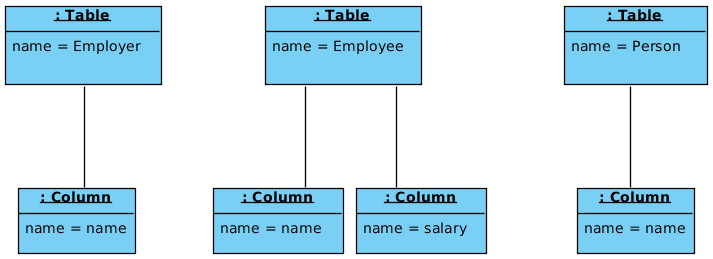 : Table
name = Employer
: Table
name = Employee
: Table
name = Person
: Column
name = name
: Column
name = name
: Column
name = salary
: Column
name = name